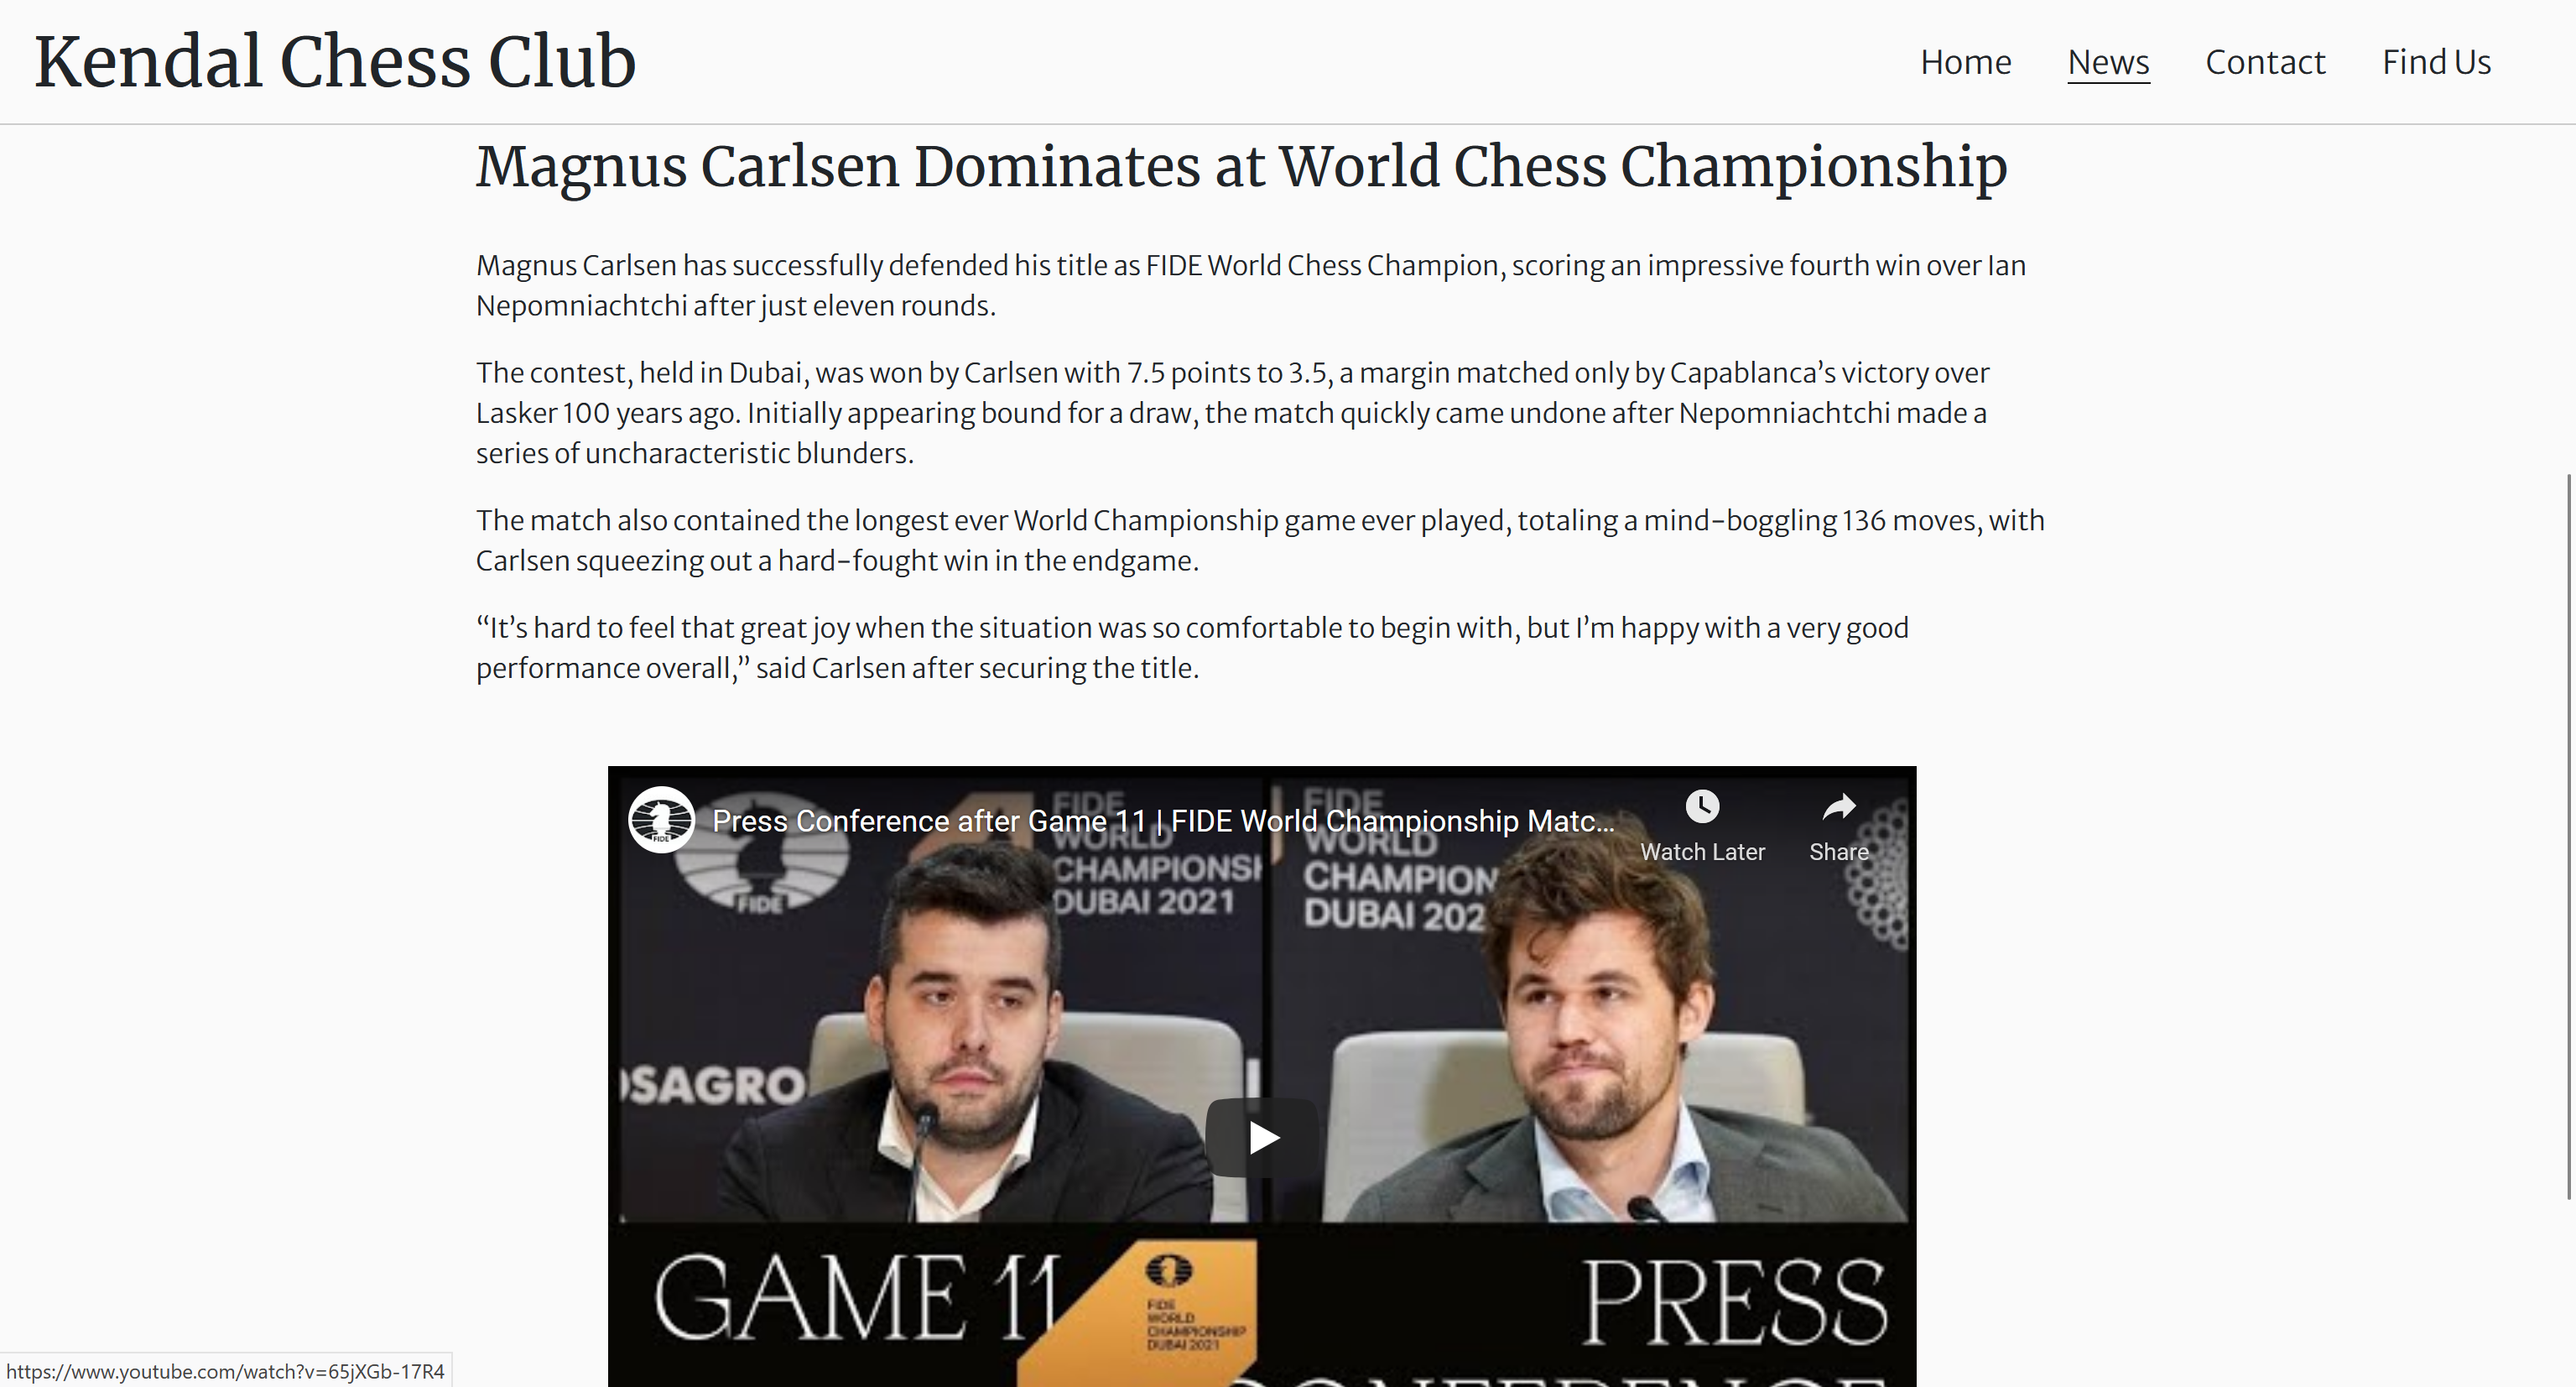 Kendal Chess Club
Home
News
Contact
Find Us
Magnus Carlsen Dominates at World Chess Championship
Magnus Carlsen has successfully defended his title as FIDE World Chess Champion, scoring an impressive fourth win over Ian
Nepomniachtchi after just eleven rounds.
The contest, held in Dubai, was won by Carlsen with 7.5 points to 3.5, a margin matched only by Capablanca’s victory over
Lasker 100 years ago. Initially appearing bound for a draw, the match quickly came undone after Nepomniachtchi made a
series of uncharacteristic blunders.
The match also contained the longest ever World Championship game ever played, totaling a mind-boggling 136 moves, with
Carlsen squeezing out a hard-fought win in the endgame.
“It’s hard to feel that great joy when the situation was so comfortable to begin with, but I’m happy with a very good
performance overall,” said Carlsen after securing the title.
FIDE
Press Conference after Game 11 | FIDE World Championship Matc...
Watch Later
Share
FIDE
FIDE
WORLD
CHAMPIONSH
DUBAI 2021
FIDE
WORLD
CHAMPION
DUBAI 202
OSAGRO
GAME 11
FIDE
WORLD
CHAMPIONSHIP
DUBAI 2021
PRESS
CONFERENCE
https://www.youtube.com/watch?v=65jXGb-17R4